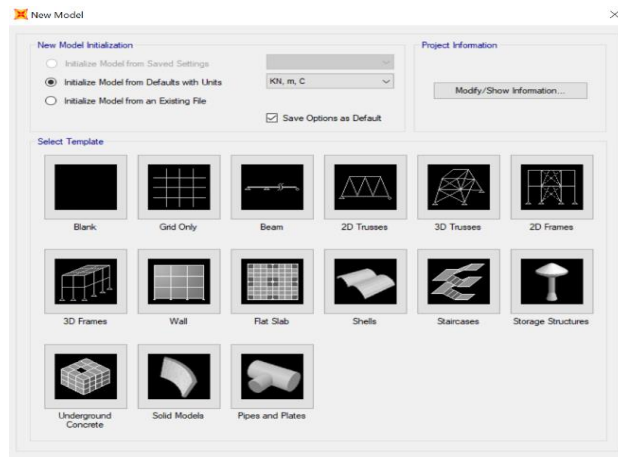 New Model
New Model Initialization
Initialize Model from Saved Settings
Initialize Model from Defaults with Units
KN, m, C
Initialize Model from an Existing File
Save Options as Default
Project Information
Modify/Show Information...
Select Template
Blank
Grid Only
Beam
2D Trusses
3D Trusses
2D Frames
3D Frames
Wall
Flat Slab
Shells
Staircases
Storage Structures
Underground
Concrete
Solid Models
Pipes and Plates